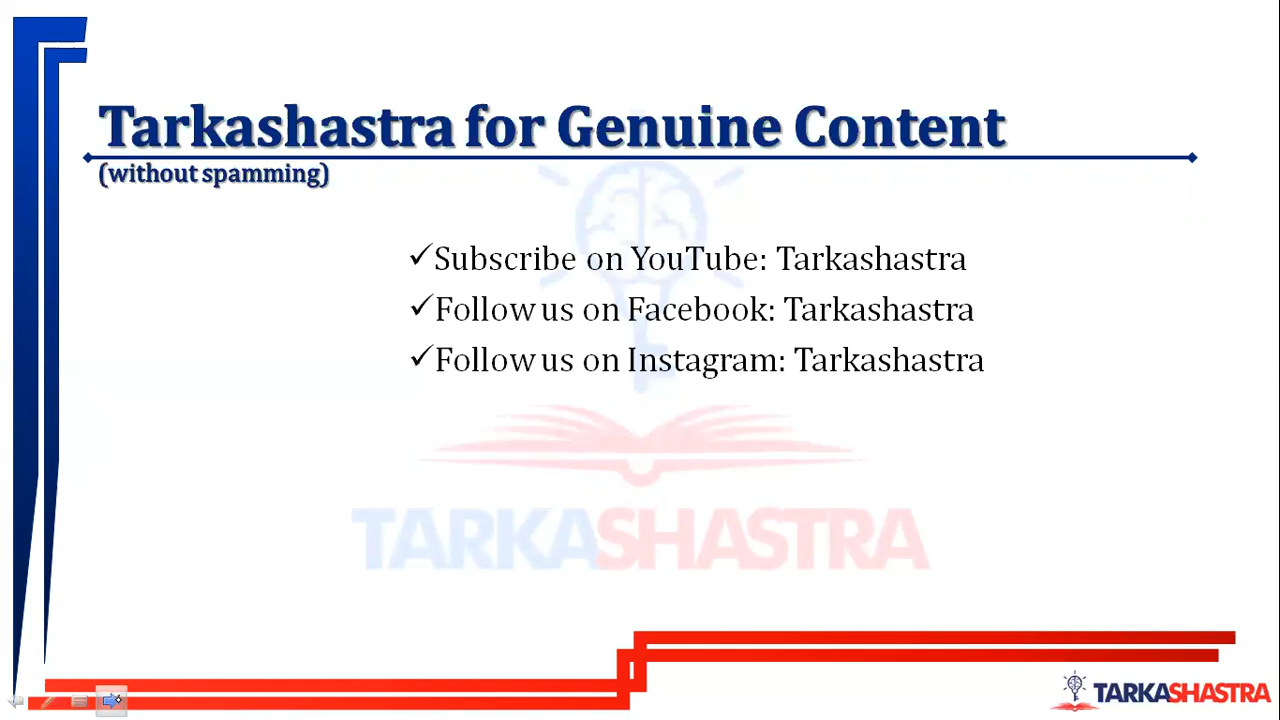 Tarkashastra for Genuine Content
(without spamming)
✓Subscribe on YouTube: Tarkashastra
✓Follow us on Facebook: Tarkashastra
✓Follow us on Instagram: Tarkashastra
TARKASHASTRA
TARKASHASTRA